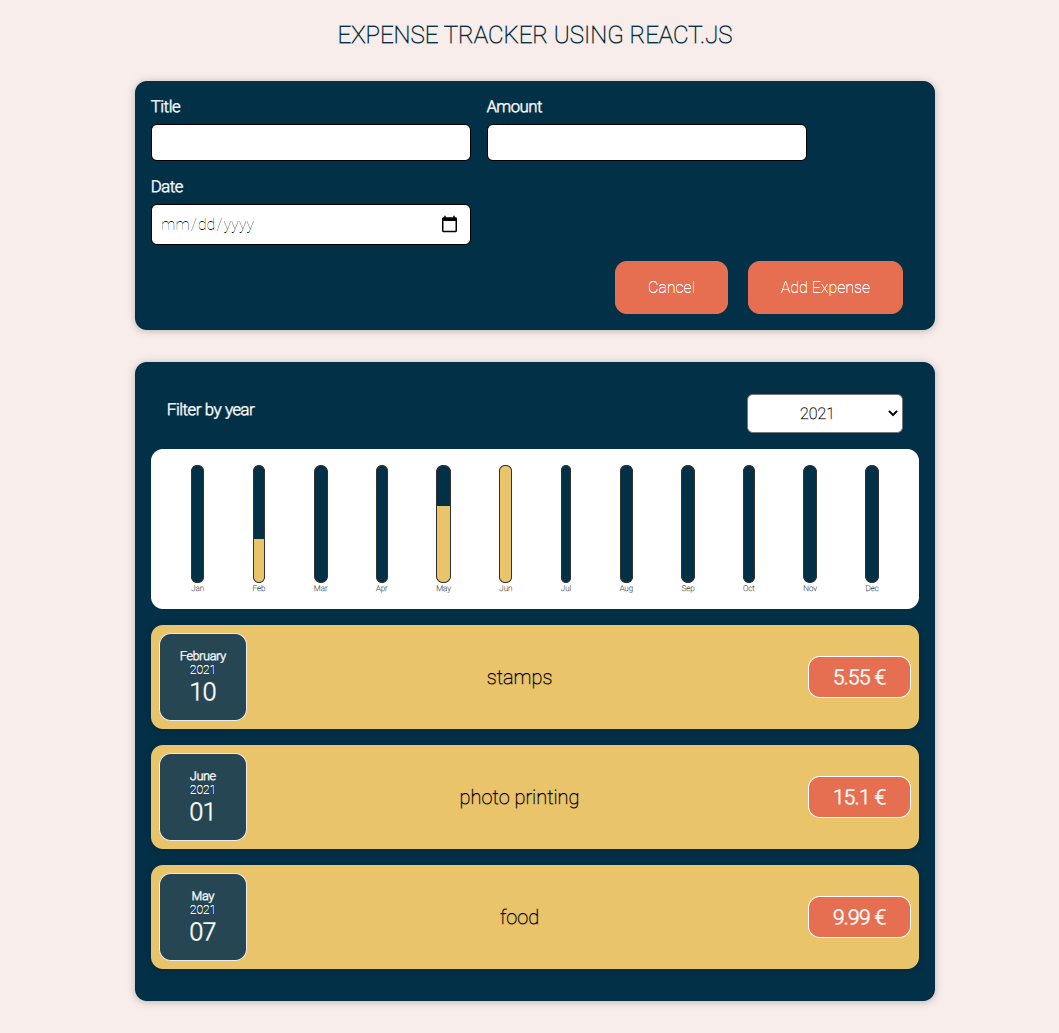 EXPENSE TRACKER USING REACT.JS
Title Amount
Date
mm/dd/yyyy
Cancel Add Expense
Filter by year 2021
Jan Feb Mar Apr May Jun Jul Aug Sep Oct Nov Dec
February
2021
10
stamps
5.55 €
June
2021
01
photo printing
15.1 €
May
2021
07
food
9.99 €